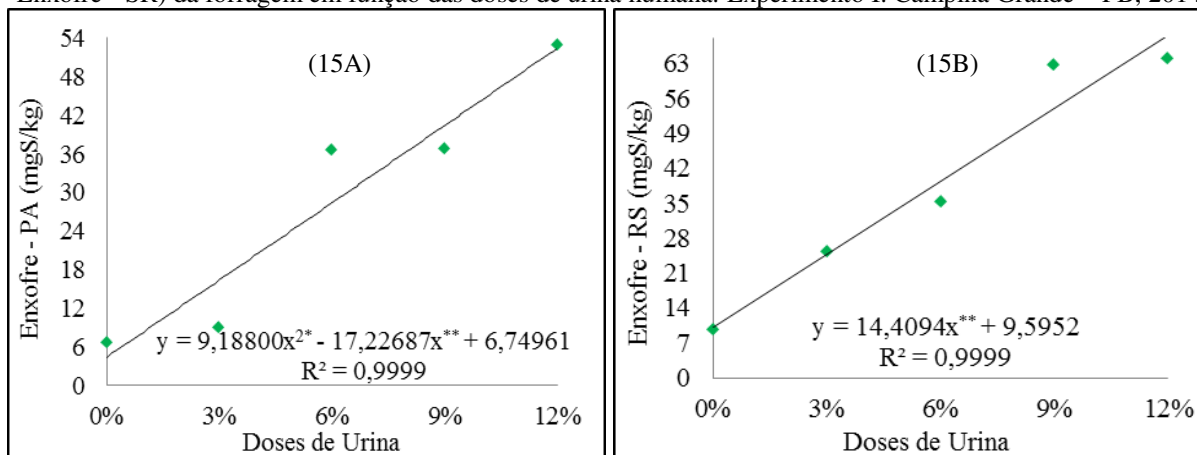 Enxofre - SR) da forragem em função das doses de urina humana. Experimento I. Campina Grande – PB, 2014
(15A)
54
48
42
36
30
24
18
12
6
0
Enxofre - PA (mgS/kg)
y = 9,18800x²* - 17,22687x** + 6,74961
R² = 0,9999
0% 3% 6% 9% 12%
Doses de Urina
(15B)
63
56
49
42
35
28
21
14
7
0
Enxofre - RS (mgS/kg)
y = 14,4094x** + 9,5952
R² = 0,9999
0% 3% 6% 9% 12%
Doses de Urina